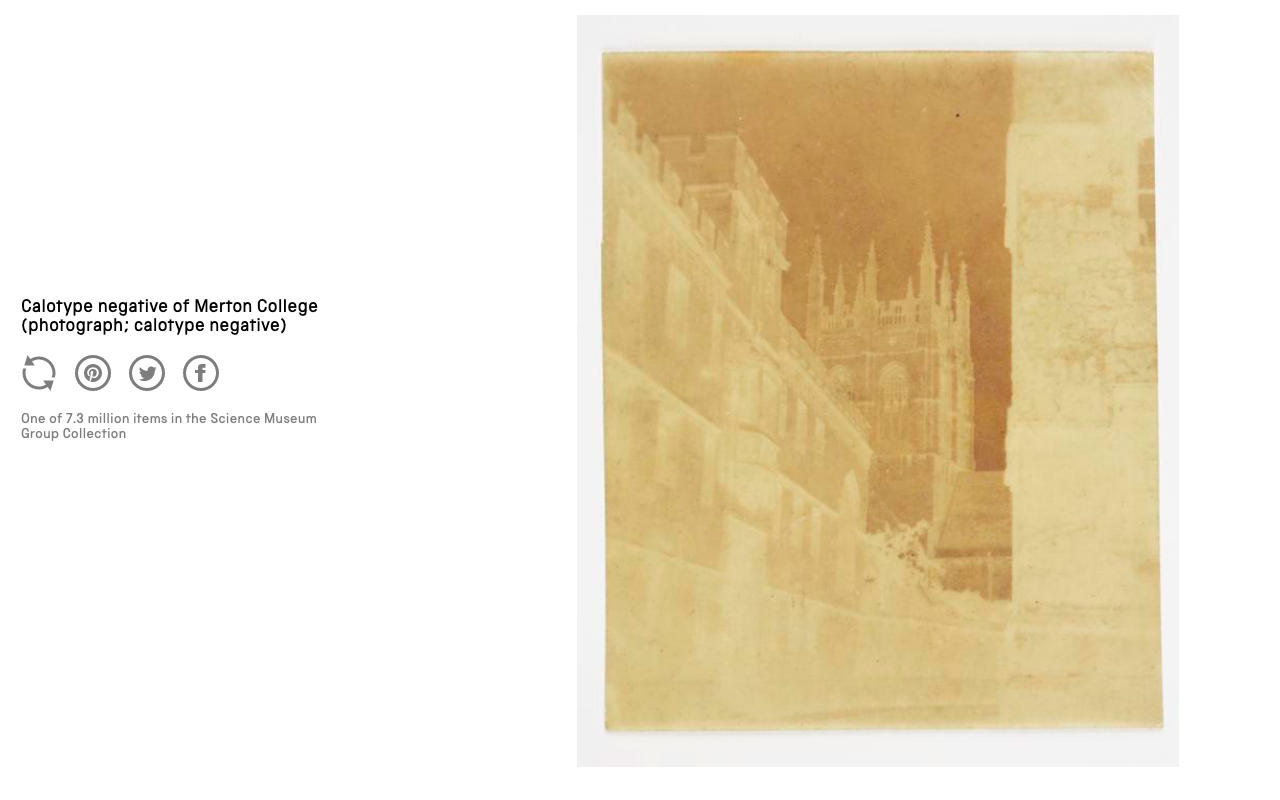 Calotype negative of Merton College
(photograph; calotype negative)
One of 7.3 million items in the Science Museum
Group Collection